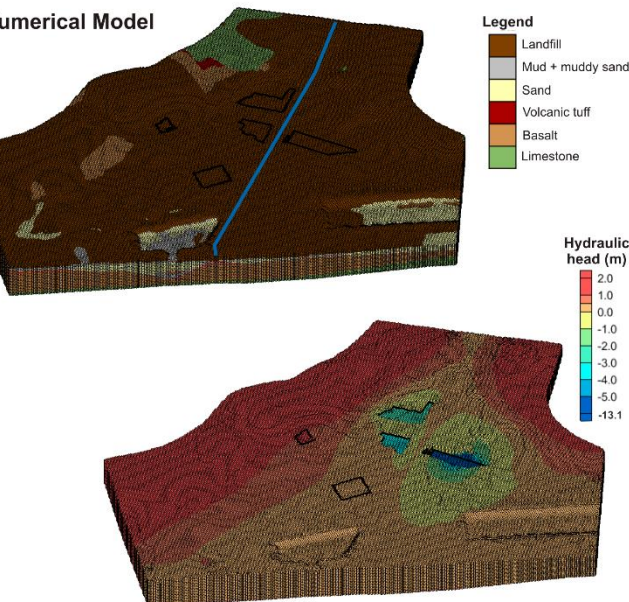 umerical Model
Legend
Landfill
Mud + muddy sand
Sand
Volcanic tuff
Basalt
Limestone
Hydraulic
head (m)
2.0
1.0
0.0
-1.0
-2.0
-3.0
-4.0
-5.0
-13.1